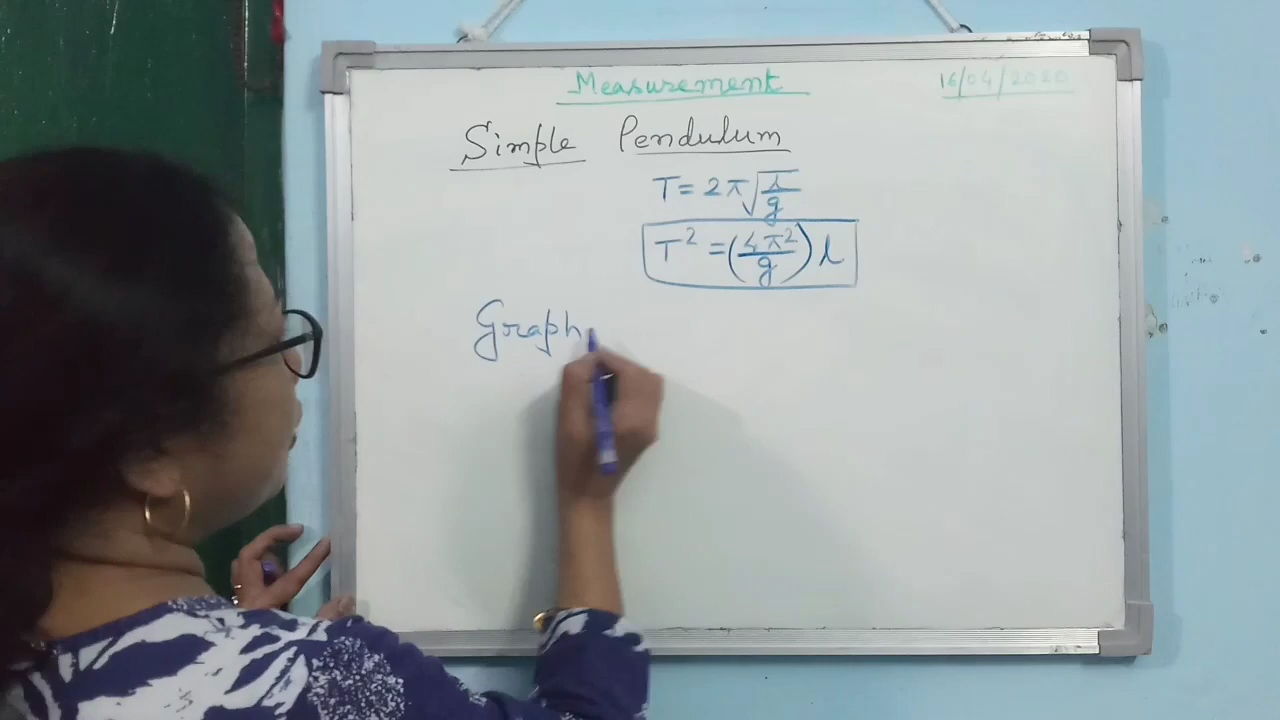 Measurement 16/04/2020
Simple Pendulum
T = 2π√(l/g)
T² = (4π²/g) l
Graph